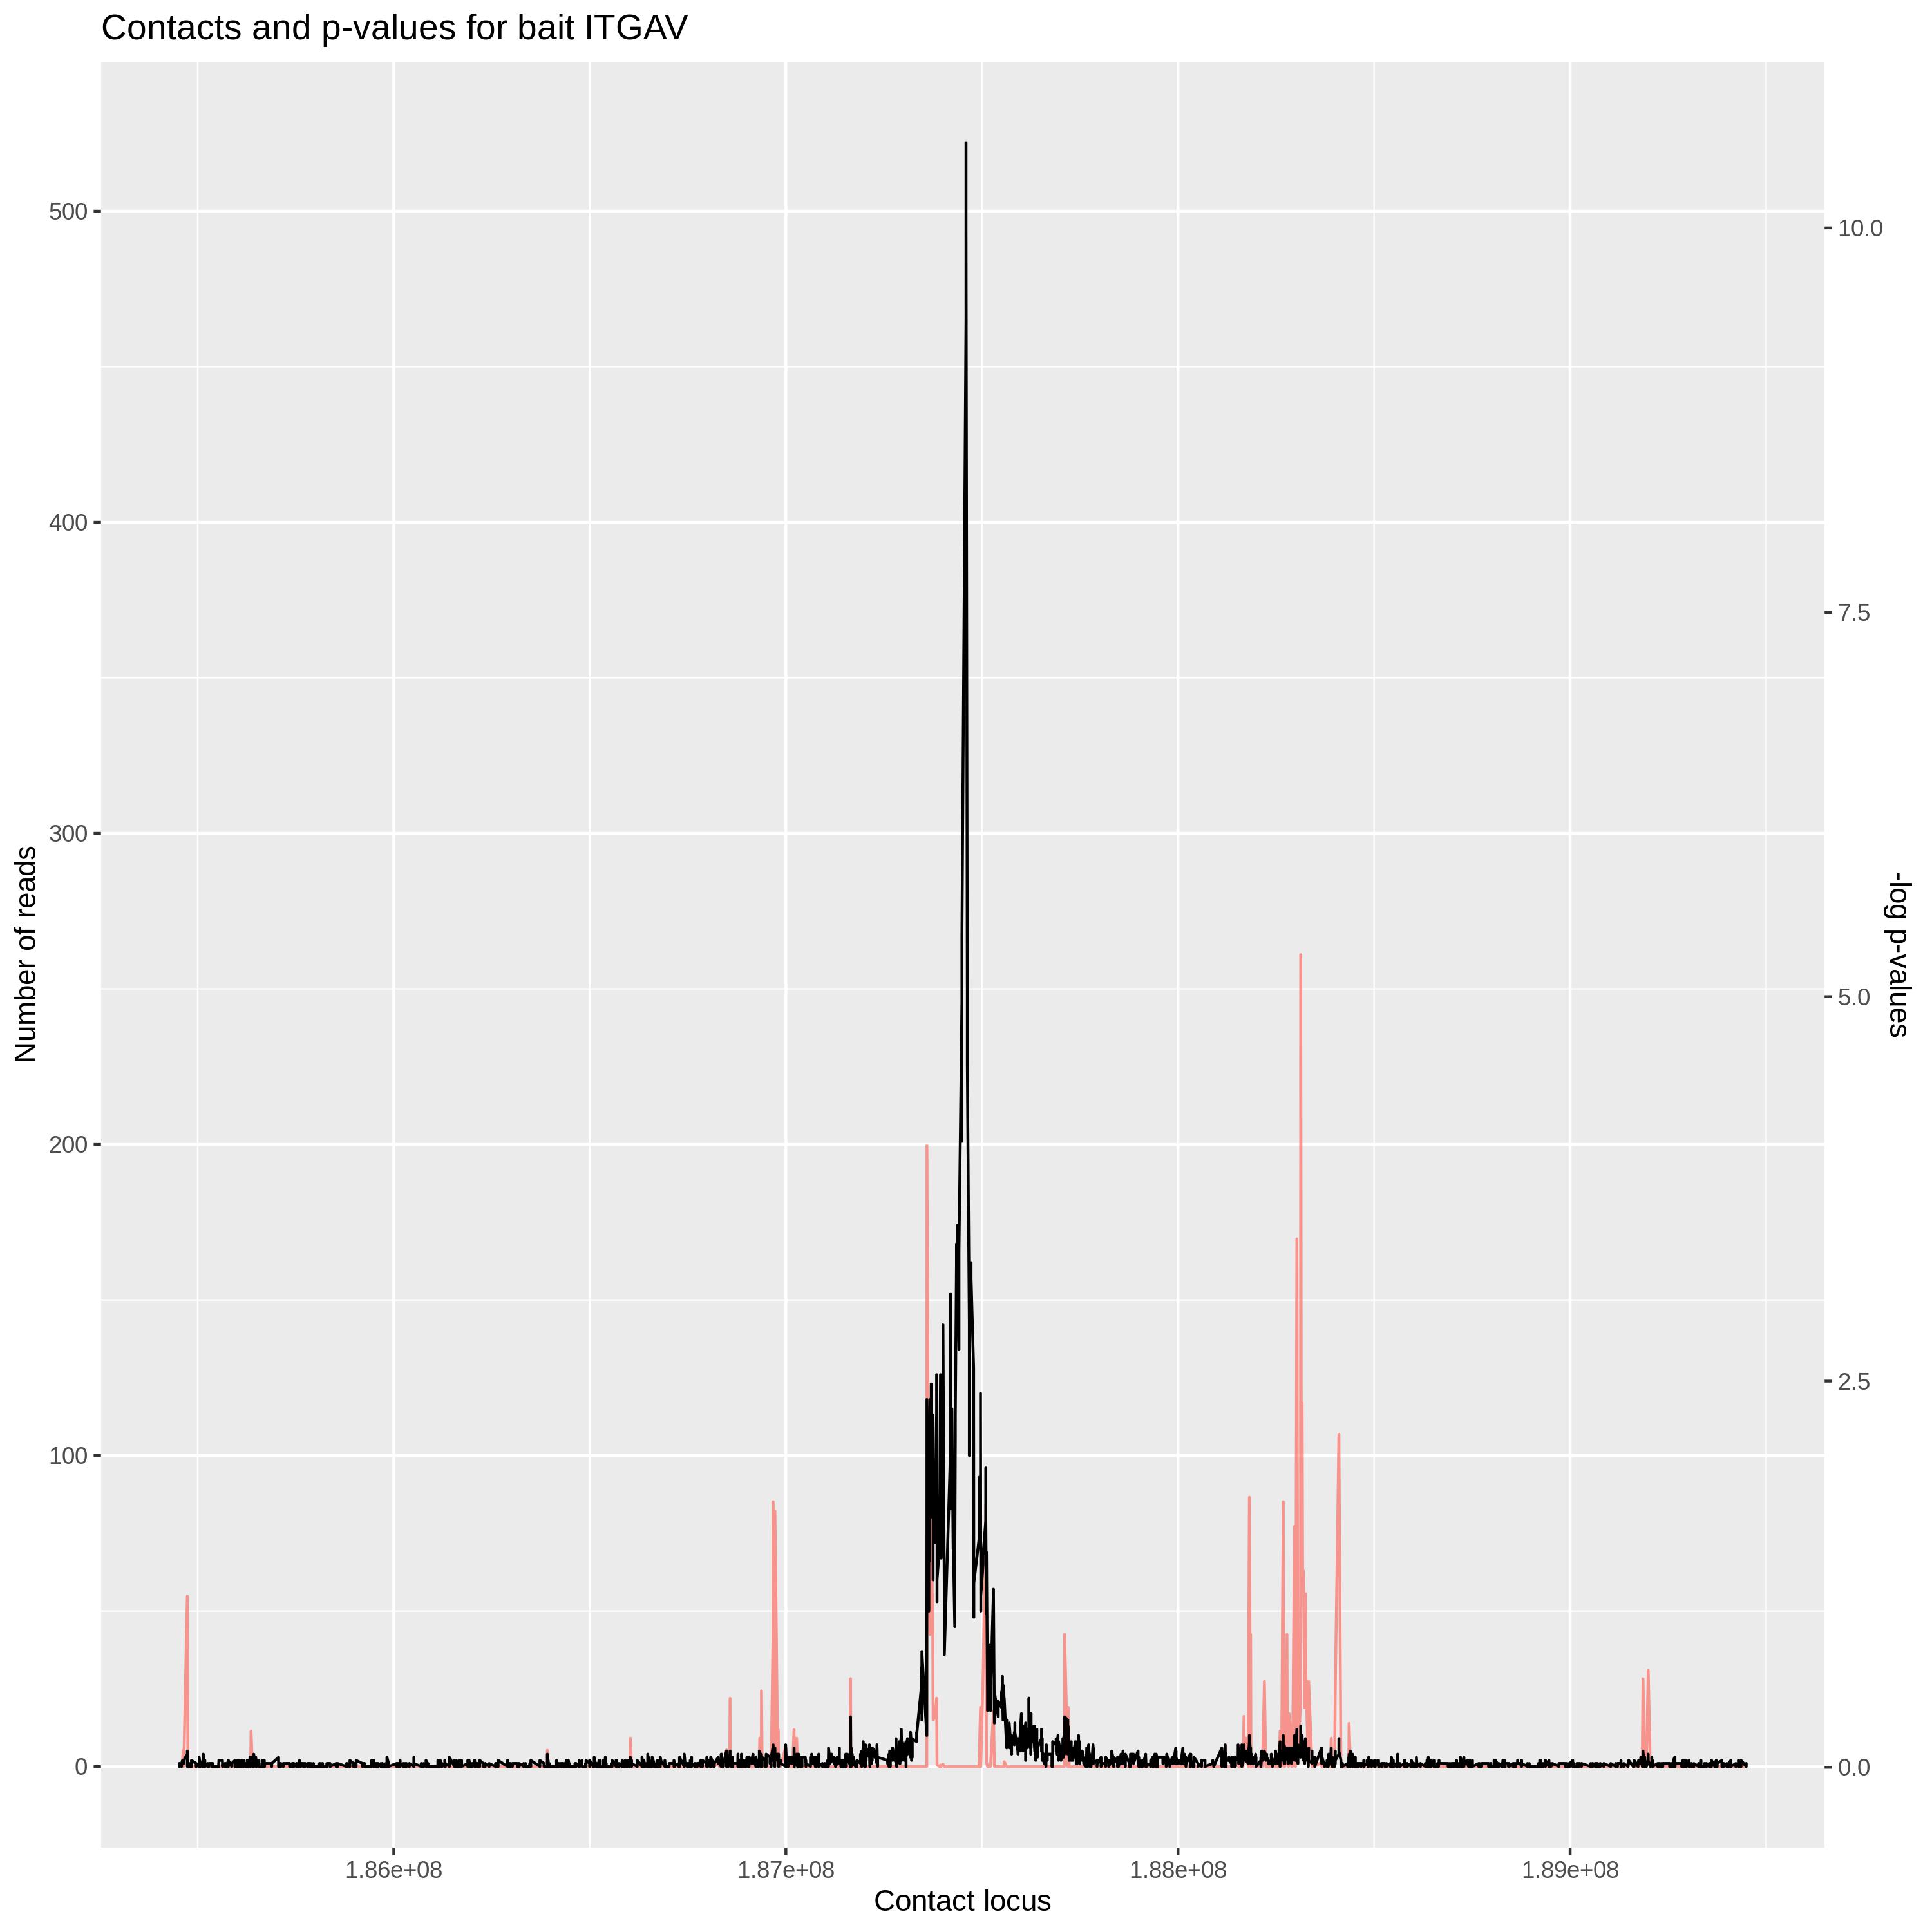 Contacts and p-values for bait ITGAV
500
400
300
200
100
0
Number of reads
10.0
7.5
5.0
2.5
0.0
-log p-values
1.86e+08
1.87e+08
1.88e+08
1.89e+08
Contact locus